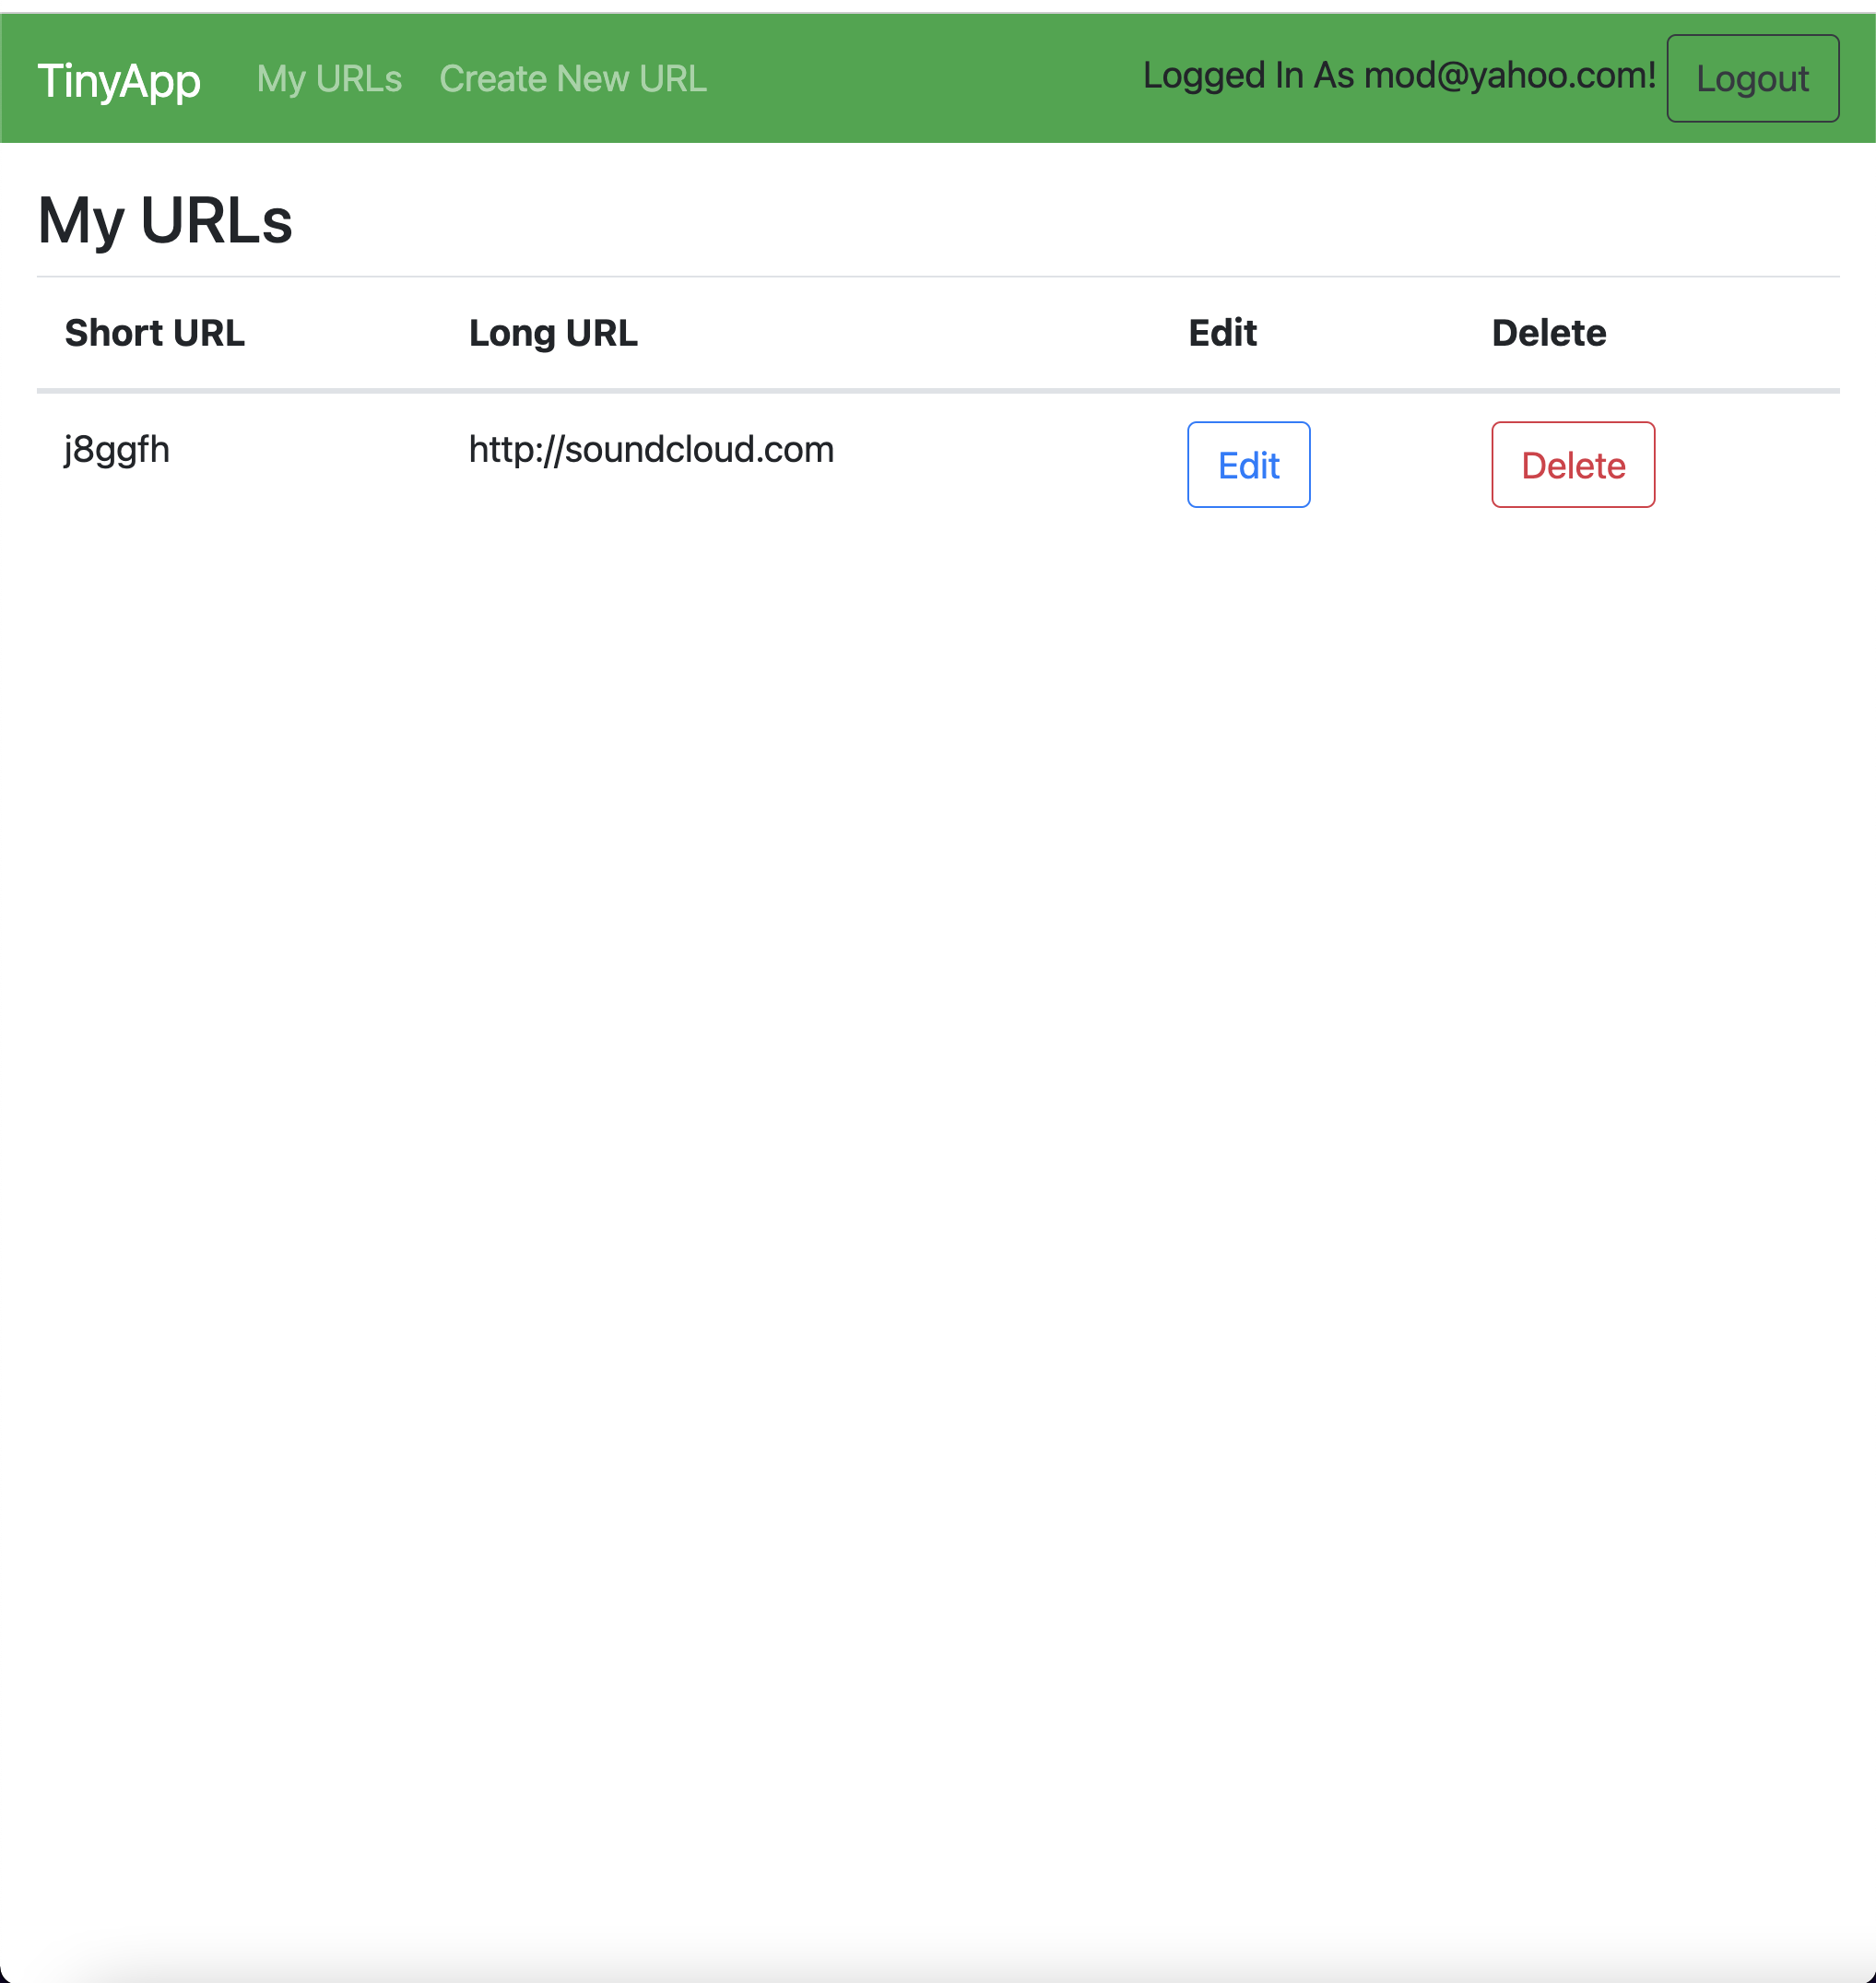 TinyApp My URLs Create New URL Logged In As mod@yahoo.com! Logout
My URLs
Short URL Long URL Edit Delete
j8ggfh http://soundcloud.com Edit Delete